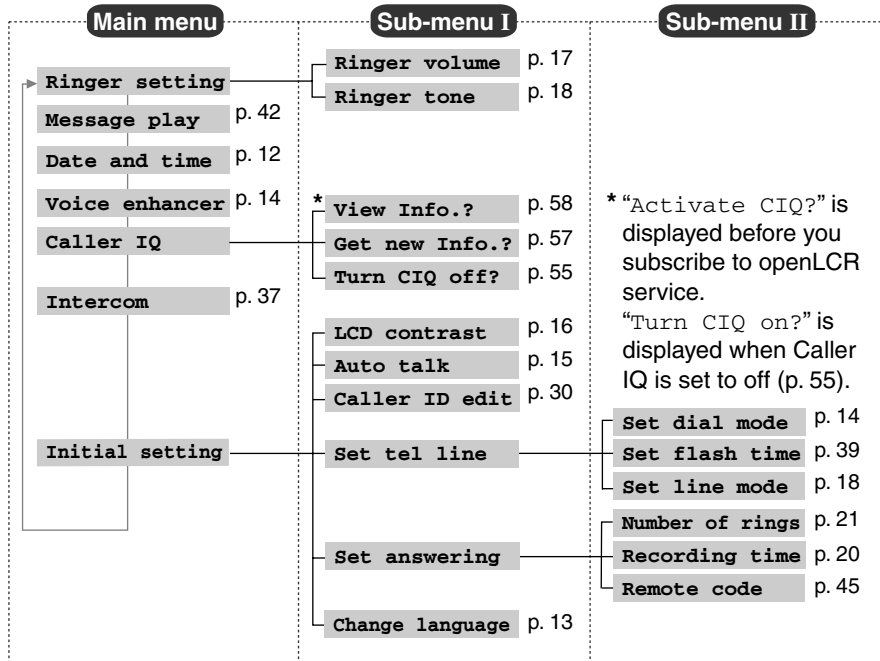 Main menu
Sub-menu I
Sub-menu II
Ringer setting
Ringer volume p. 17
Ringer tone p. 18
Message play p. 42
Date and time p. 12
Voice enhancer p. 14
Caller IQ
* View Info.? p. 58
Get new Info.? p. 57
Turn CIQ off? p. 55
* “Activate CIQ?” is
displayed before you
subscribe to openLCR
service.
“Turn CIQ on?” is
displayed when Caller
IQ is set to off (p. 55).
Intercom p. 37
Initial setting
LCD contrast p. 16
Auto talk p. 15
Caller ID edit p. 30
Set tel line
Set dial mode p. 14
Set flash time p. 39
Set line mode p. 18
Set answering
Number of rings p. 21
Recording time p. 20
Remote code p. 45
Change language p. 13